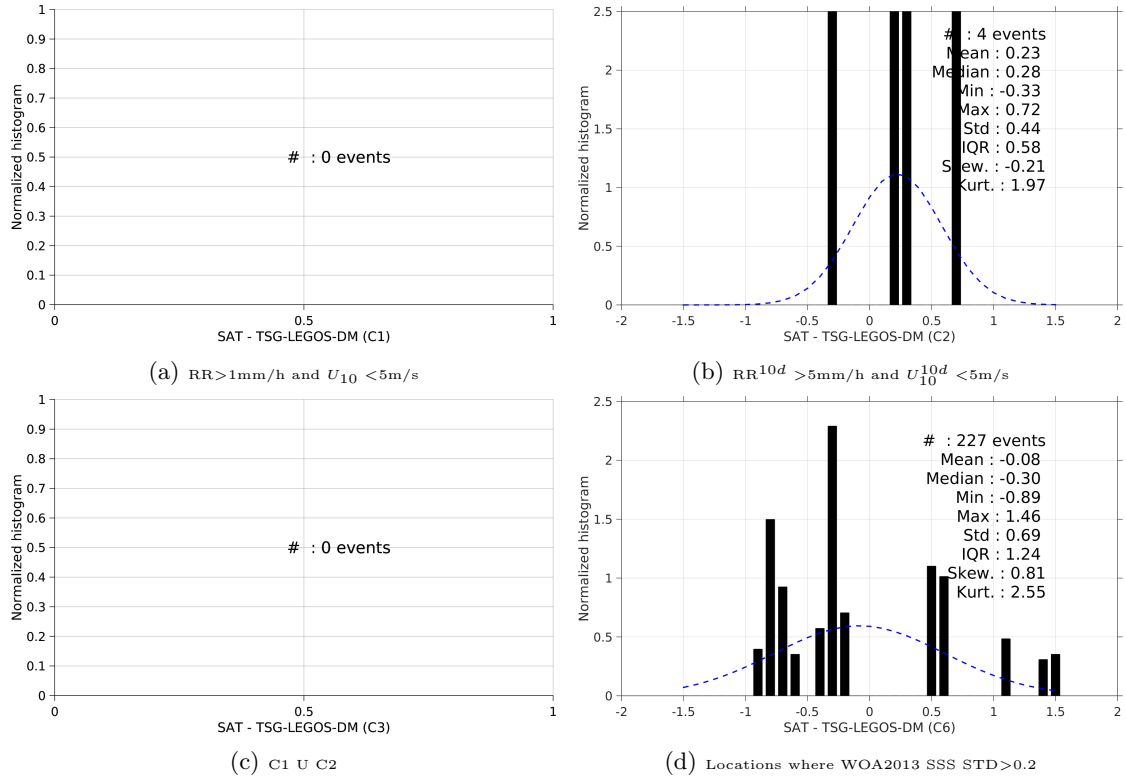 1
0.9
0.8
0.7
0.6
0.5
0.4
0.3
0.2
0.1
0
Normalized histogram
# : 0 events
0 0.5 1
SAT - TSG-LEGOS-DM (C1)
(a) RR>1mm/h and U10 <5m/s
2.5
2
1.5
1
0.5
0
Normalized histogram
# : 4 events
Mean : 0.23
Median : 0.28
Min : -0.33
Max : 0.72
Std : 0.44
IQR : 0.58
Skew. : -0.21
Kurt. : 1.97
-2 -1.5 -1 -0.5 0 0.5 1 1.5 2
SAT - TSG-LEGOS-DM (C2)
(b) RR^10d >5mm/h and U10^10d <5m/s
1
0.9
0.8
0.7
0.6
0.5
0.4
0.3
0.2
0.1
0
Normalized histogram
# : 0 events
0 0.5 1
SAT - TSG-LEGOS-DM (C3)
(c) C1 U C2
2.5
2
1.5
1
0.5
0
Normalized histogram
# : 227 events
Mean : -0.08
Median : -0.30
Min : -0.89
Max : 1.46
Std : 0.69
IQR : 1.24
Skew. : 0.81
Kurt. : 2.55
-2 -1.5 -1 -0.5 0 0.5 1 1.5 2
SAT - TSG-LEGOS-DM (C6)
(d) Locations where WOA2013 SSS STD>0.2